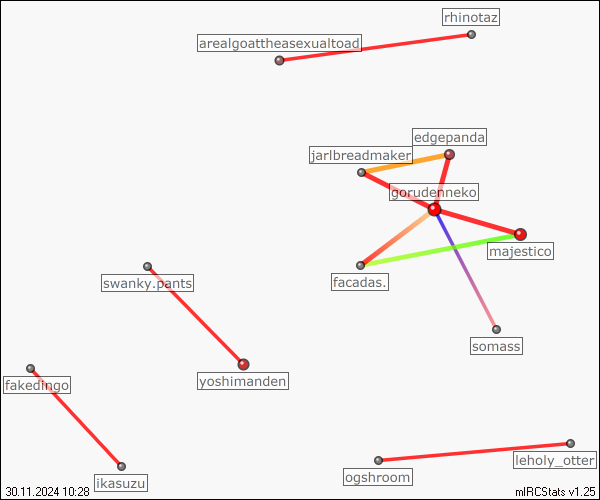 rhinotaz
arealgoattheasexualtoad
edgepanda
jarlbreadmaker
gorudenneko
majestico
swanky.pants
facadas.
somass
fakedingo
yoshimanden
leholy_otter
ogshroom
ikasuzu
30.11.2024 10:28
mIRCStats v1.25